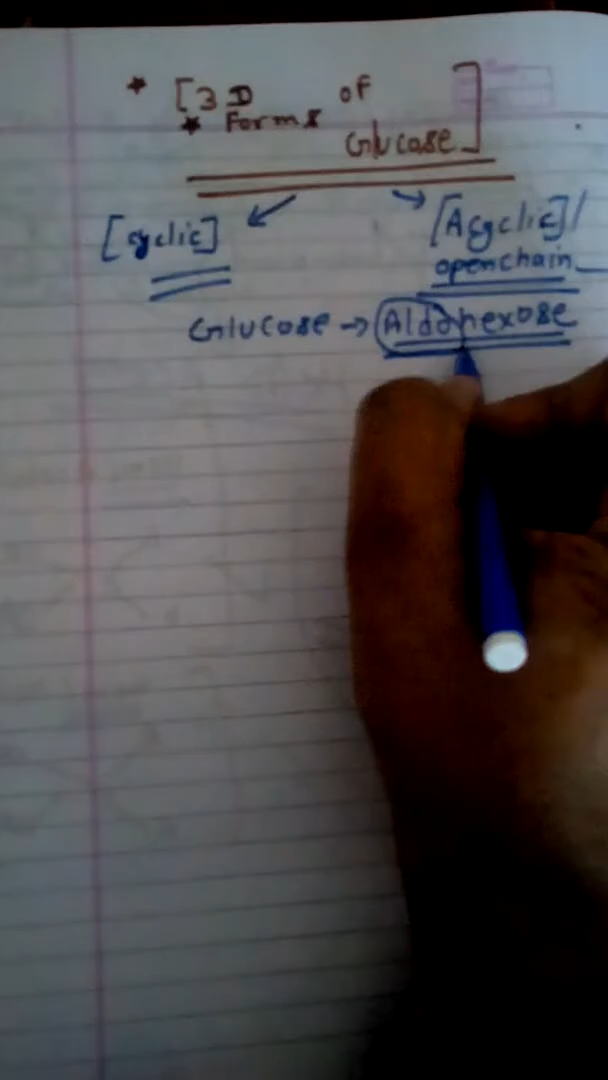 * [3D Forms of Glucose]
[cyclic]
[Acyclic]/
openchain
Glucose → Aldohexose